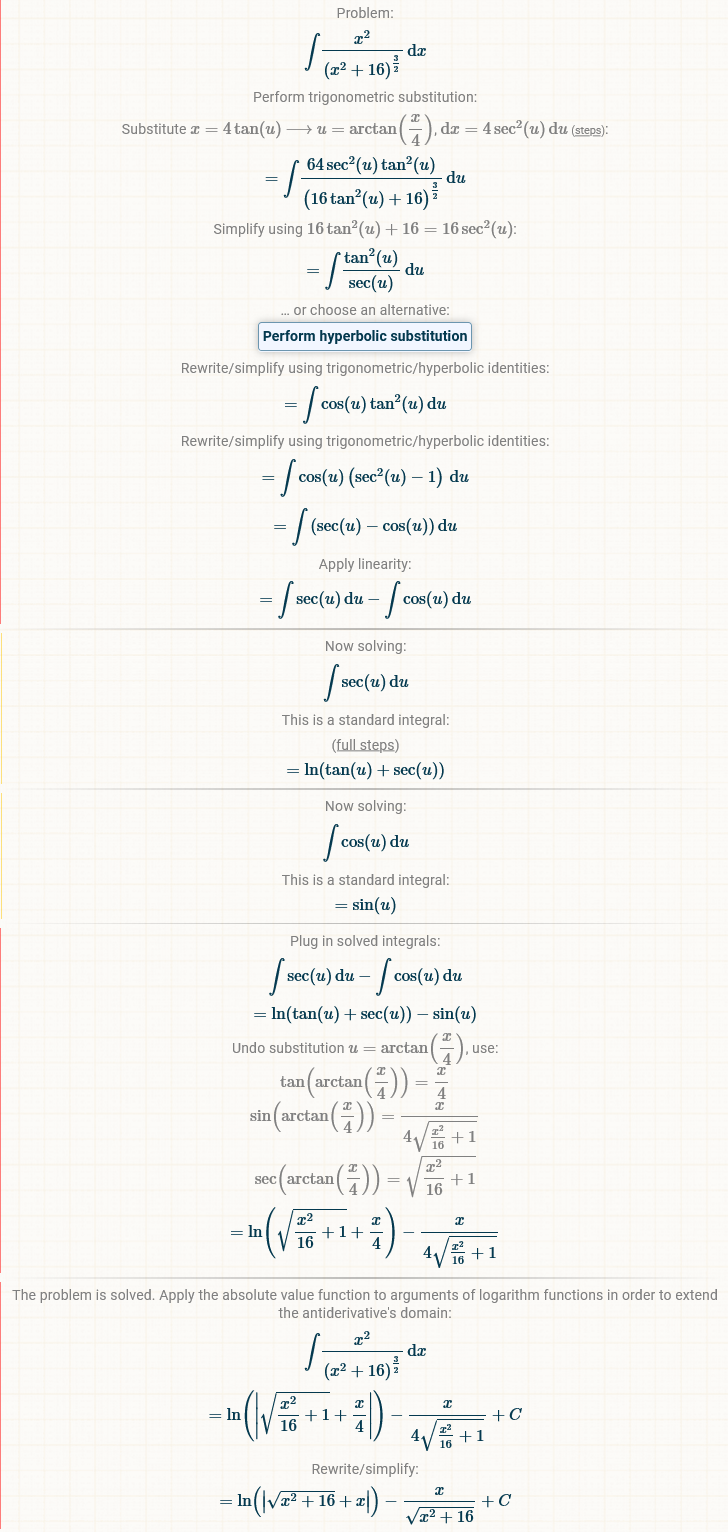 Problem:
∫ x²/(x² + 16)^(3/2) dx
Perform trigonometric substitution:
Substitute x = 4 tan(u) ⟶ u = arctan(x/4), dx = 4 sec²(u) du (steps):
= ∫ 64 sec²(u) tan²(u)/(16 tan²(u) + 16)^(3/2) du
Simplify using 16 tan²(u) + 16 = 16 sec²(u):
= ∫ tan²(u)/sec(u) du
… or choose an alternative:
Perform hyperbolic substitution
Rewrite/simplify using trigonometric/hyperbolic identities:
= ∫ cos(u) tan²(u) du
Rewrite/simplify using trigonometric/hyperbolic identities:
= ∫ cos(u) (sec²(u) − 1) du
= ∫ (sec(u) − cos(u)) du
Apply linearity:
= ∫ sec(u) du − ∫ cos(u) du
Now solving:
∫ sec(u) du
This is a standard integral:
(full steps)
= ln(tan(u) + sec(u))
Now solving:
∫ cos(u) du
This is a standard integral:
= sin(u)
Plug in solved integrals:
∫ sec(u) du − ∫ cos(u) du
= ln(tan(u) + sec(u)) − sin(u)
Undo substitution u = arctan(x/4), use:
tan(arctan(x/4)) = x/4
sin(arctan(x/4)) = x/(4√(x²/16 + 1))
sec(arctan(x/4)) = √(x²/16 + 1)
= ln(√(x²/16 + 1) + x/4) − x/(4√(x²/16 + 1))
The problem is solved. Apply the absolute value function to arguments of logarithm functions in order to extend
the antiderivative's domain:
∫ x²/(x² + 16)^(3/2) dx
= ln(|√(x²/16 + 1) + x/4|) − x/(4√(x²/16 + 1)) + C
Rewrite/simplify:
= ln(|√(x² + 16) + x|) − x/√(x² + 16) + C